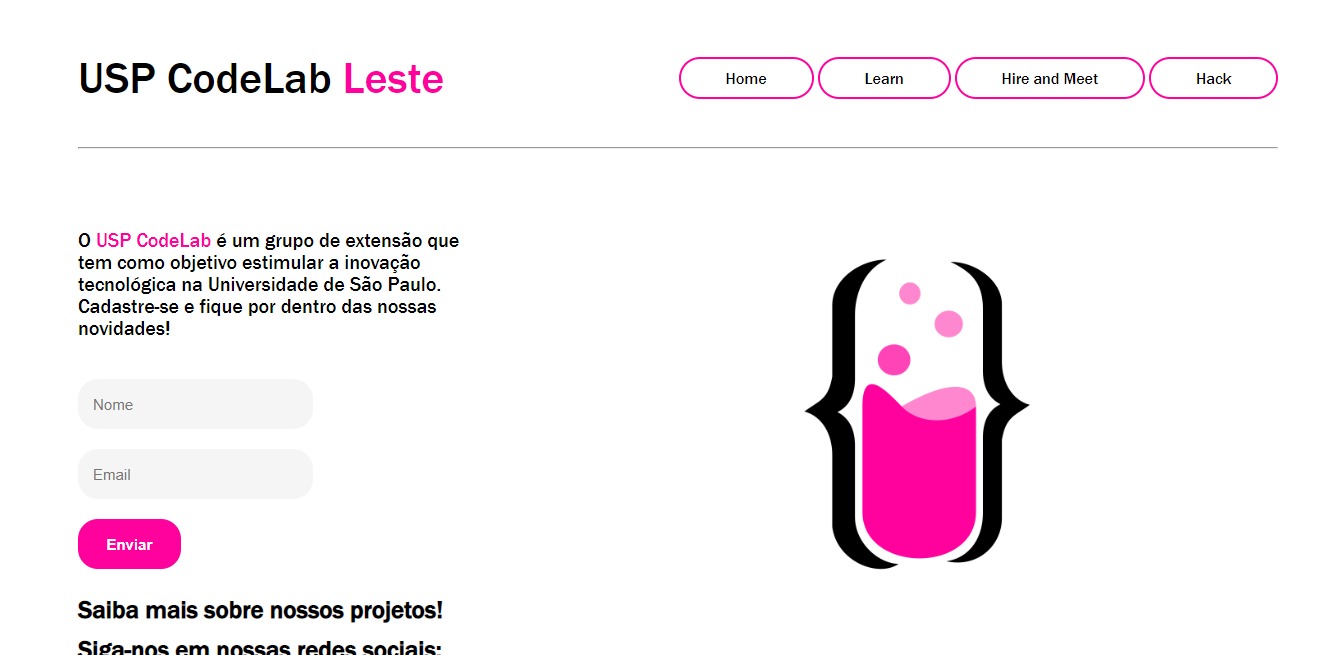 USP CodeLab Leste
Home
Learn
Hire and Meet
Hack
O USP CodeLab é um grupo de extensão que
tem como objetivo estimular a inovação
tecnológica na Universidade de São Paulo.
Cadastre-se e fique por dentro das nossas
novidades!
Nome
Email
Enviar
Saiba mais sobre nossos projetos!
Siga-nos em nossas redes sociais: